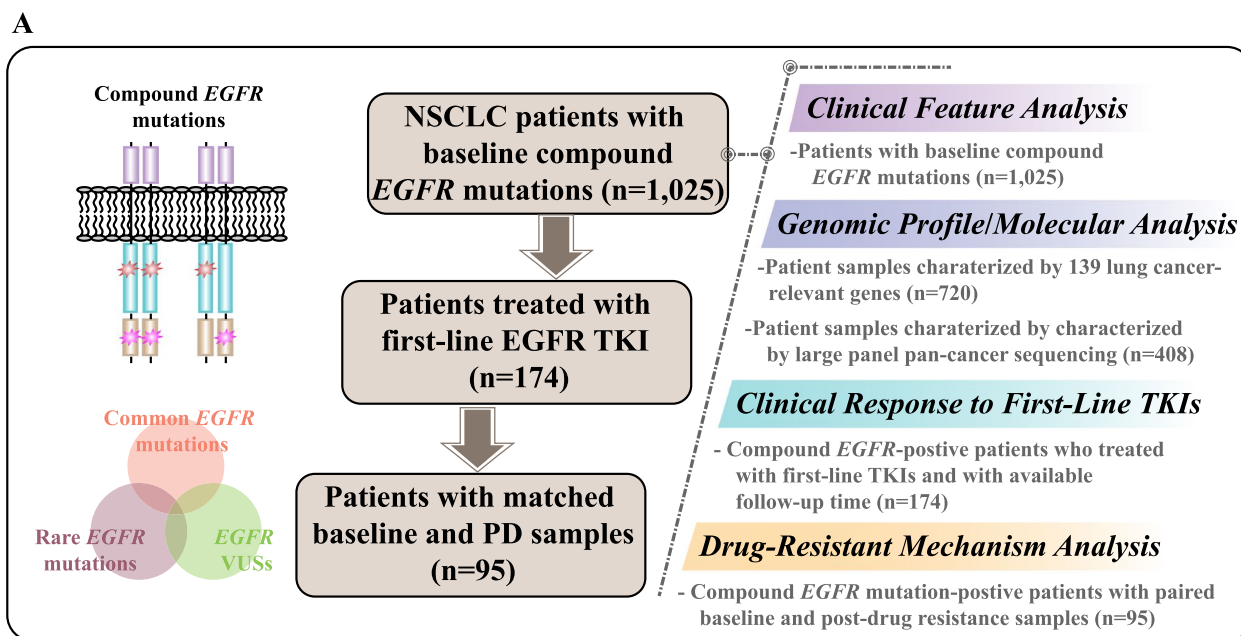 A
Compound EGFR
mutations
Common EGFR
mutations
Rare EGFR
mutations
EGFR
VUSs
NSCLC patients with
baseline compound
EGFR mutations (n=1,025)
Patients treated with
first-line EGFR TKI
(n=174)
Patients with matched
baseline and PD samples
(n=95)
Clinical Feature Analysis
-Patients with baseline compound
EGFR mutations (n=1,025)
Genomic Profile/Molecular Analysis
-Patient samples charaterized by 139 lung cancer-
relevant genes (n=720)
-Patient samples charaterized by characterized
by large panel pan-cancer sequencing (n=408)
Clinical Response to First-Line TKIs
- Compound EGFR-postive patients who treated
with first-line TKIs and with available
follow-up time (n=174)
Drug-Resistant Mechanism Analysis
- Compound EGFR mutation-postive patients with paired
baseline and post-drug resistance samples (n=95)